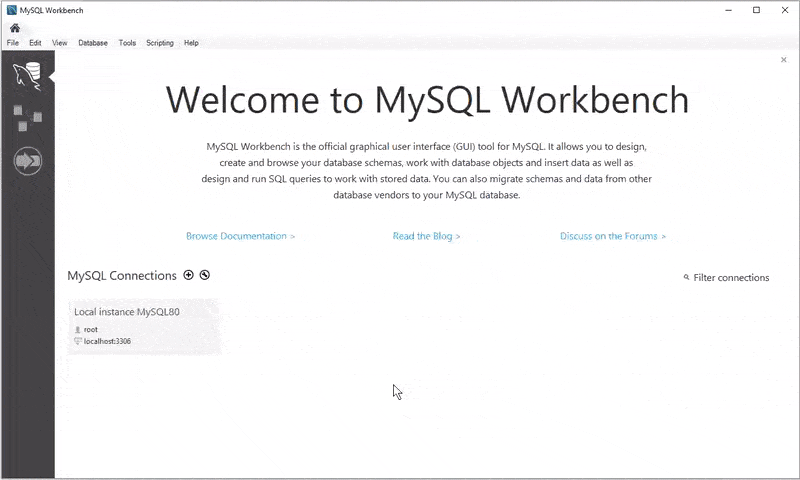 MySQL Workbench
File Edit View Database Tools Scripting Help
Welcome to MySQL Workbench
MySQL Workbench is the official graphical user interface (GUI) tool for MySQL. It allows you to design,
create and browse your database schemas, work with database objects and insert data as well as
design and run SQL queries to work with stored data. You can also migrate schemas and data from other
database vendors to your MySQL database.
Browse Documentation > Read the Blog > Discuss on the Forums >
MySQL Connections Filter connections
Local instance MySQL80
root
localhost:3306